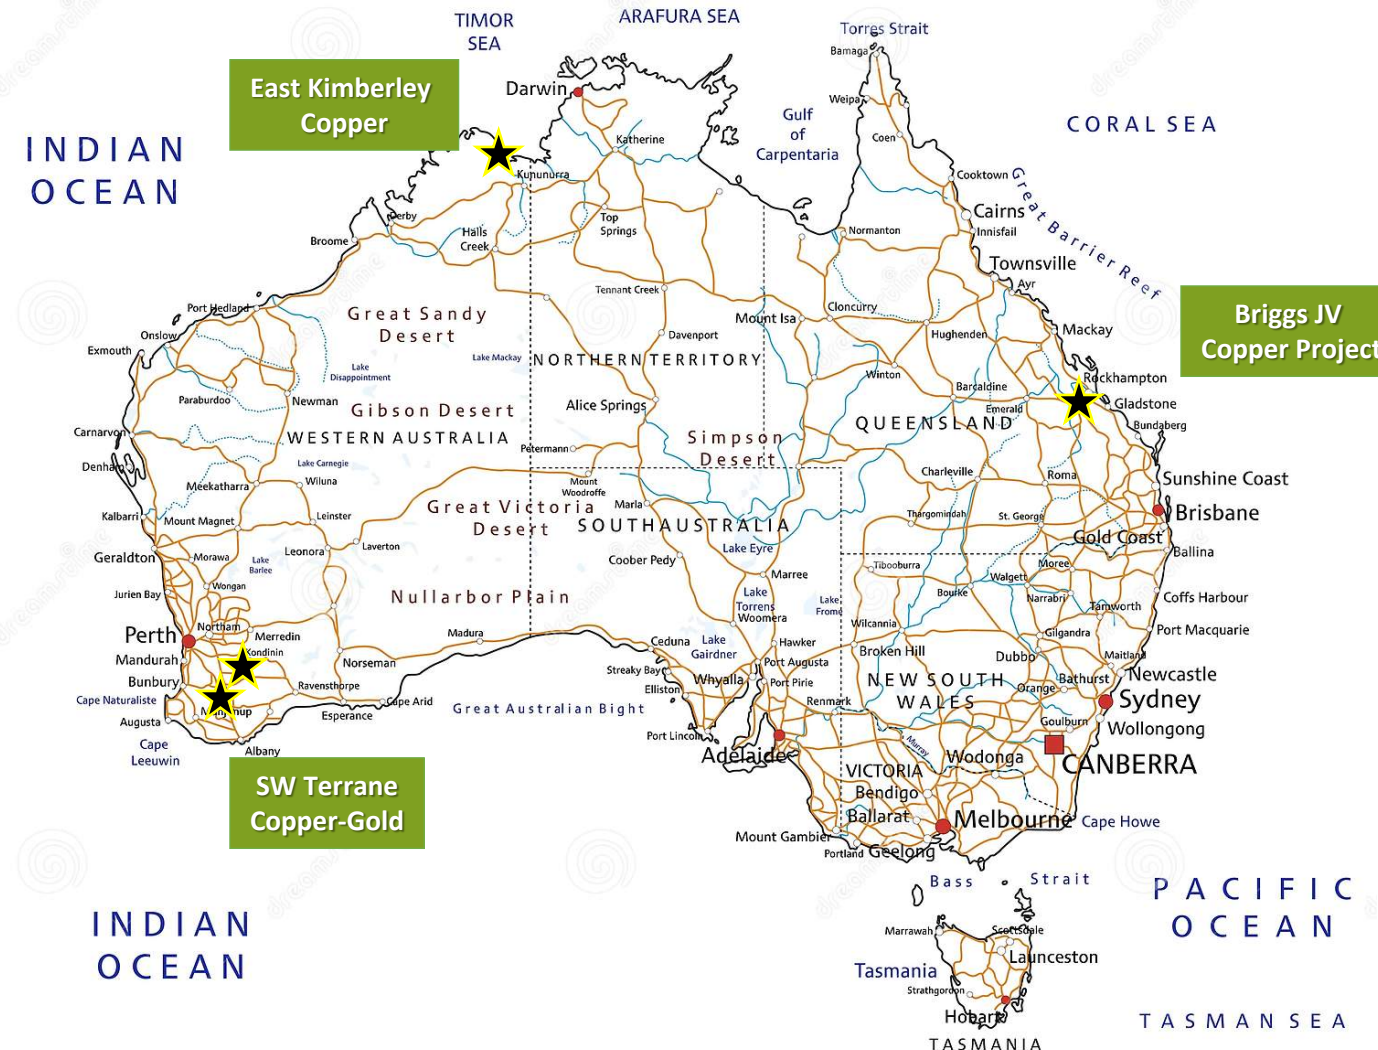 TIMOR
SEA
ARAFURA SEA
Torres Strait
Bamaga
East Kimberley
Copper
Darwin
Weipa
Gulf
of
Carpentaria
CORAL SEA
INDIAN
OCEAN
Katherine
Coen
Kununurra
Cooktown
Great Barrier Reef
Derby
Top
Springs
Cairns
Innisfail
Broome
Halls
Creek
Normanton
Townsville
Ayr
Tennant Creek
Port Hedland
Great Sandy
Desert
Mount Isa
Cloncurry
Hughenden
Mackay
Briggs JV
Copper Project
Onslow
Exmouth
Davenport
Lake Mackay
NORTHERN TERRITORY
Lake
Disappointment
Winton
Rockhampton
Paraburdoo
Newman
Gibson Desert
Alice Springs
Barcaldine
Emerald
Gladstone
QUEENSLAND
Bundaberg
Carnarvon
WESTERN AUSTRALIA
Petermann
Simpson
Desert
Denham
Lake Carnegie
Meekatharra
Wiluna
Mount
Woodroffe
Charleville
Roma
Sunshine Coast
Kalbarri
Mount Magnet
Leinster
Great Victoria
Desert
Marla
SOUTH AUSTRALIA
Thargomindah
St. George
Brisbane
Gold Coast
Geraldton
Morawa
Lake
Barlee
Leonora
Laverton
Coober Pedy
Lake Eyre
Marree
Tibooburra
Moree
Ballina
Jurien Bay
Wongan
Nullarbor Plain
Lake
Torrens
Woomera
Lake
Frome
Bourke
Walgett
Narrabri
Coffs Harbour
Tamworth
Perth
Northam
Merredin
Kondinin
Madura
Ceduna
Lake
Gairdner
Hawker
Wilcannia
Broken Hill
Gilgandra
Port Macquarie
Mandurah
Norseman
Streaky Bay
Port Augusta
Dubbo
Maitland
Bunbury
Ravensthorpe
Elliston
Whyalla
Port Pirie
NEW SOUTH
WALES
Orange
Bathurst
Newcastle
Cape Naturaliste
Augusta
Esperance
Cape Arid
Great Australian Bight
Renmark
Sydney
Goulburn
Wollongong
Cape
Leeuwin
Albany
Port Lincoln
Adelaide
Murray
Wodonga
CANBERRA
SW Terrane
Copper-Gold
VICTORIA
Bendigo
Ballarat
Melbourne
Cape Howe
Mount Gambier
Portland
Geelong
Bass Strait
PACIFIC
OCEAN
INDIAN
OCEAN
Marrawah
Scottsdale
Launceston
Tasmania
Strathgordon
Hobart
TASMAN SEA
TASMANIA